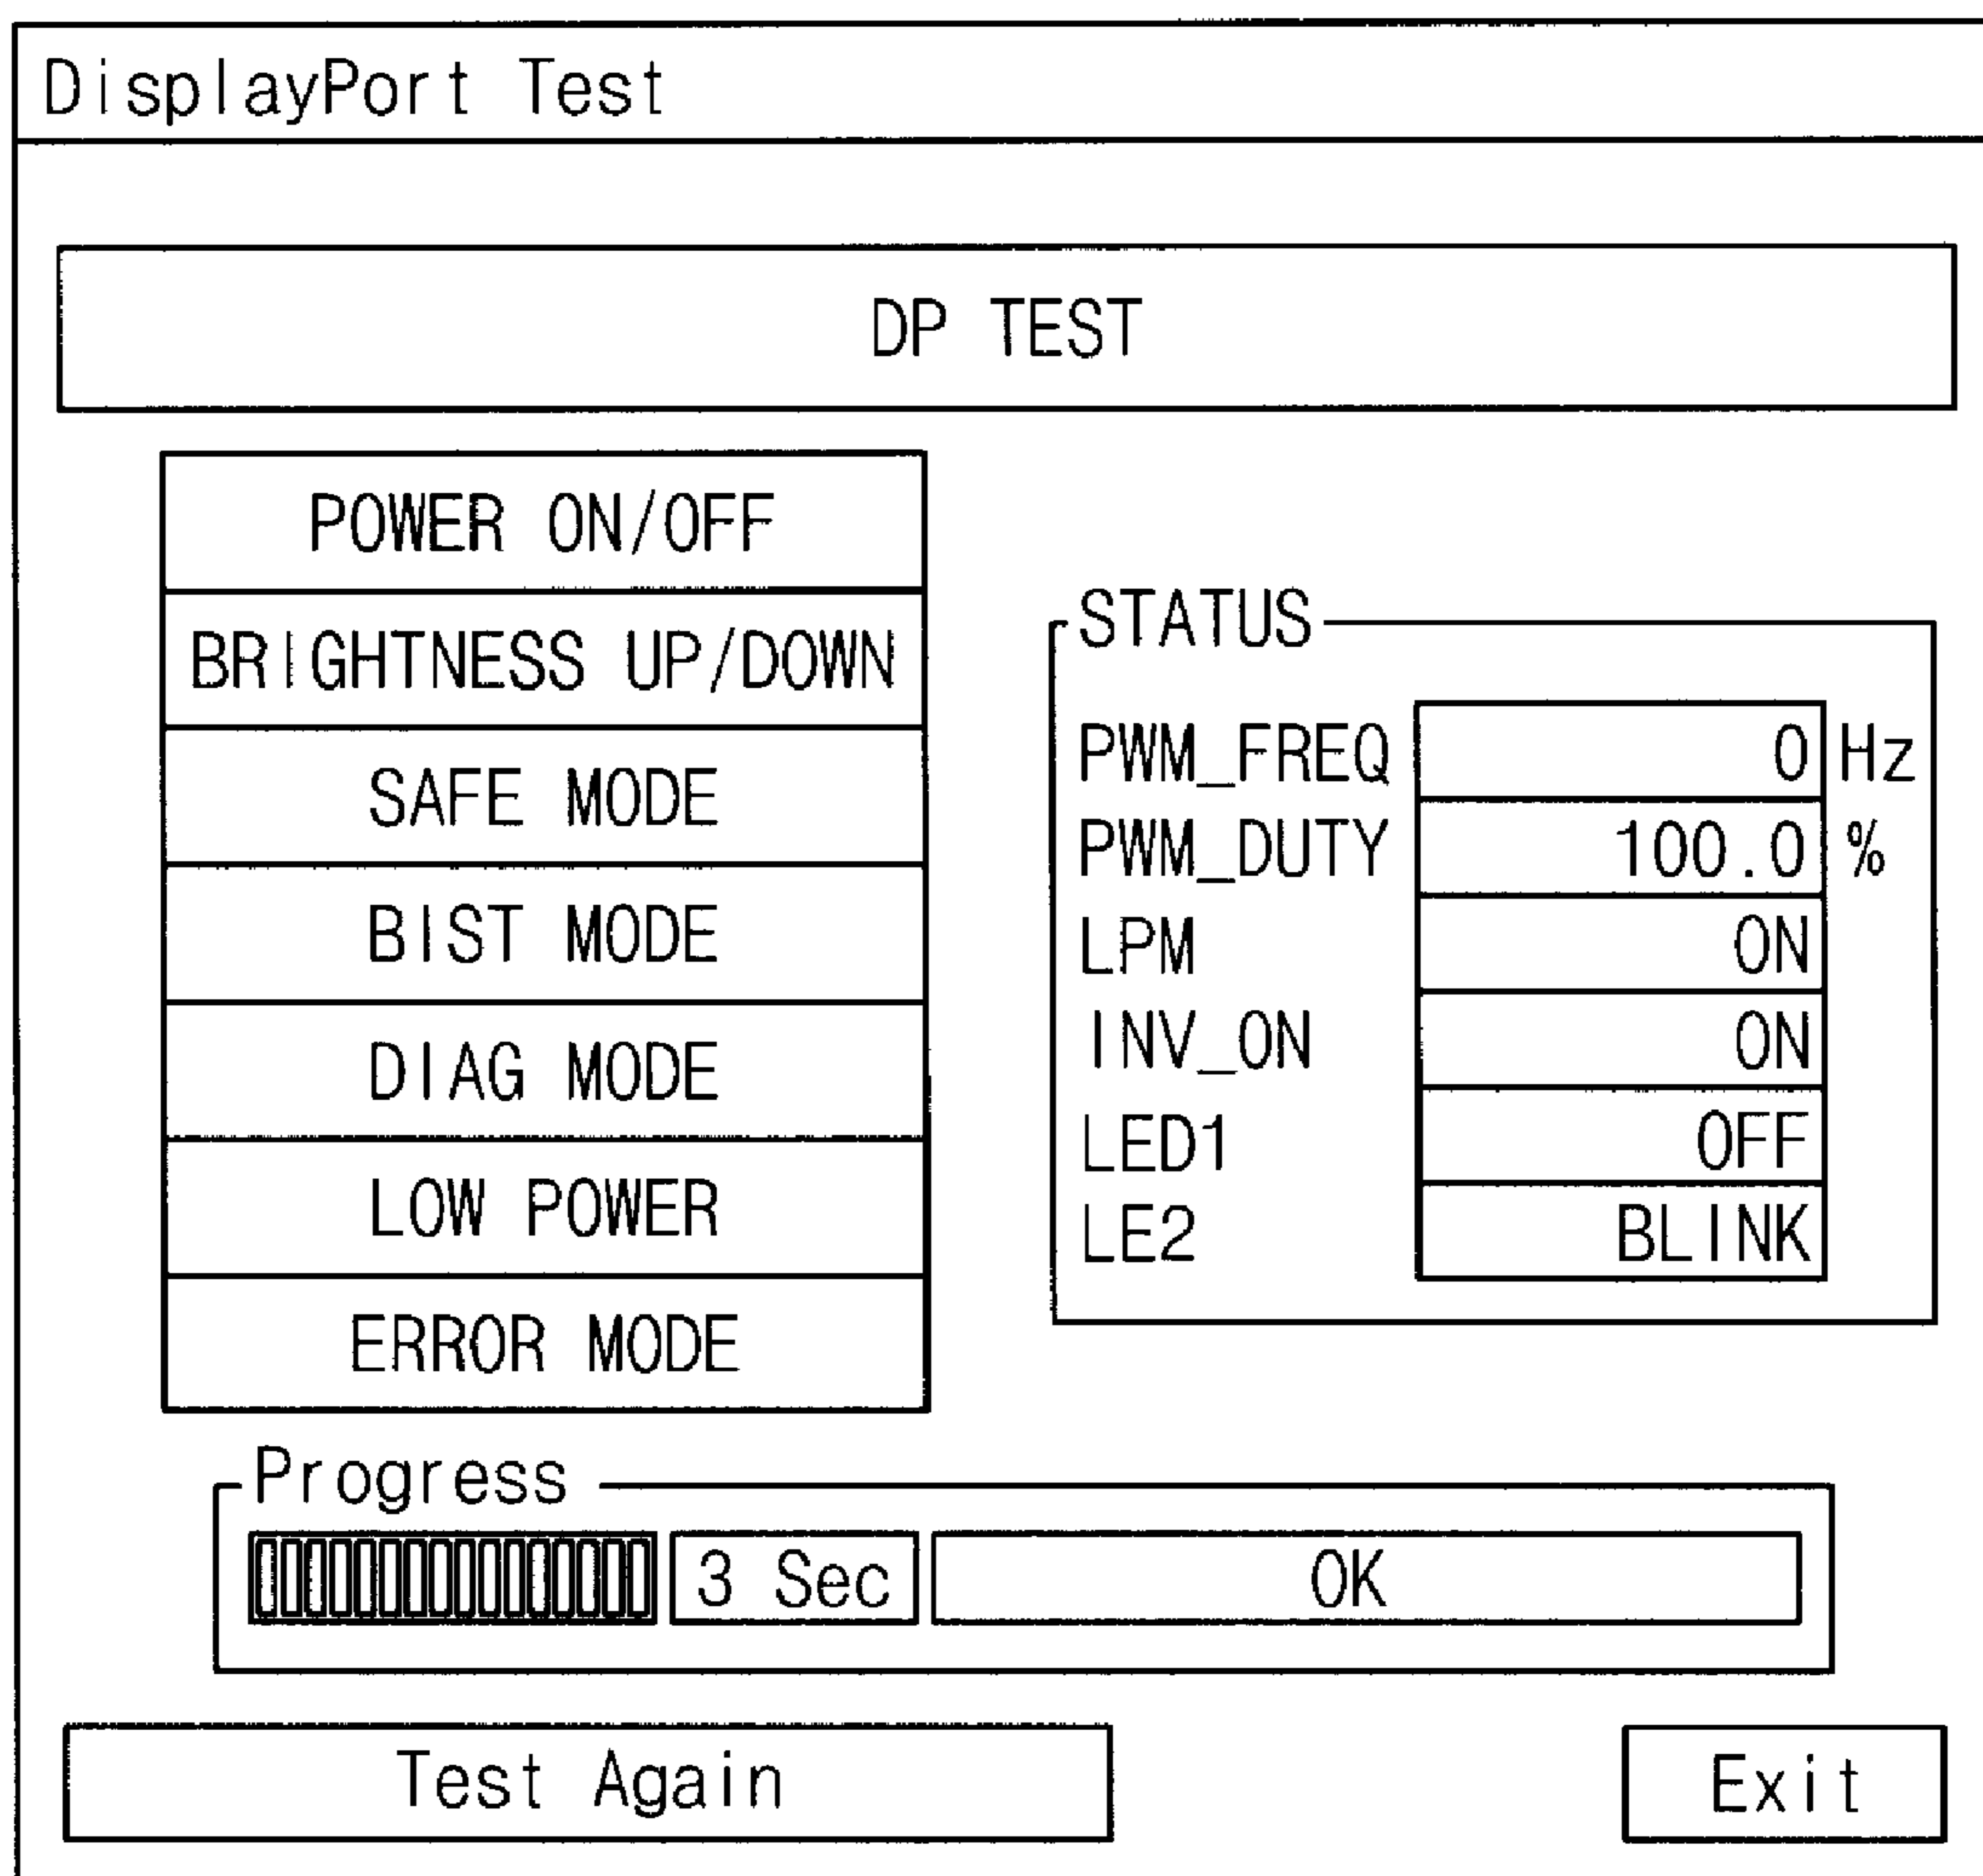 DisplayPort Test
DP TEST
POWER ON/OFF
BRIGHTNESS UP/DOWN
SAFE MODE
BIST MODE
DIAG MODE
LOW POWER
ERROR MODE
STATUS
PWM_FREQ 0 Hz
PWM_DUTY 100.0 %
LPM ON
INV_ON ON
LED1 OFF
LE2 BLINK
Progress
3 Sec OK
Test Again Exit